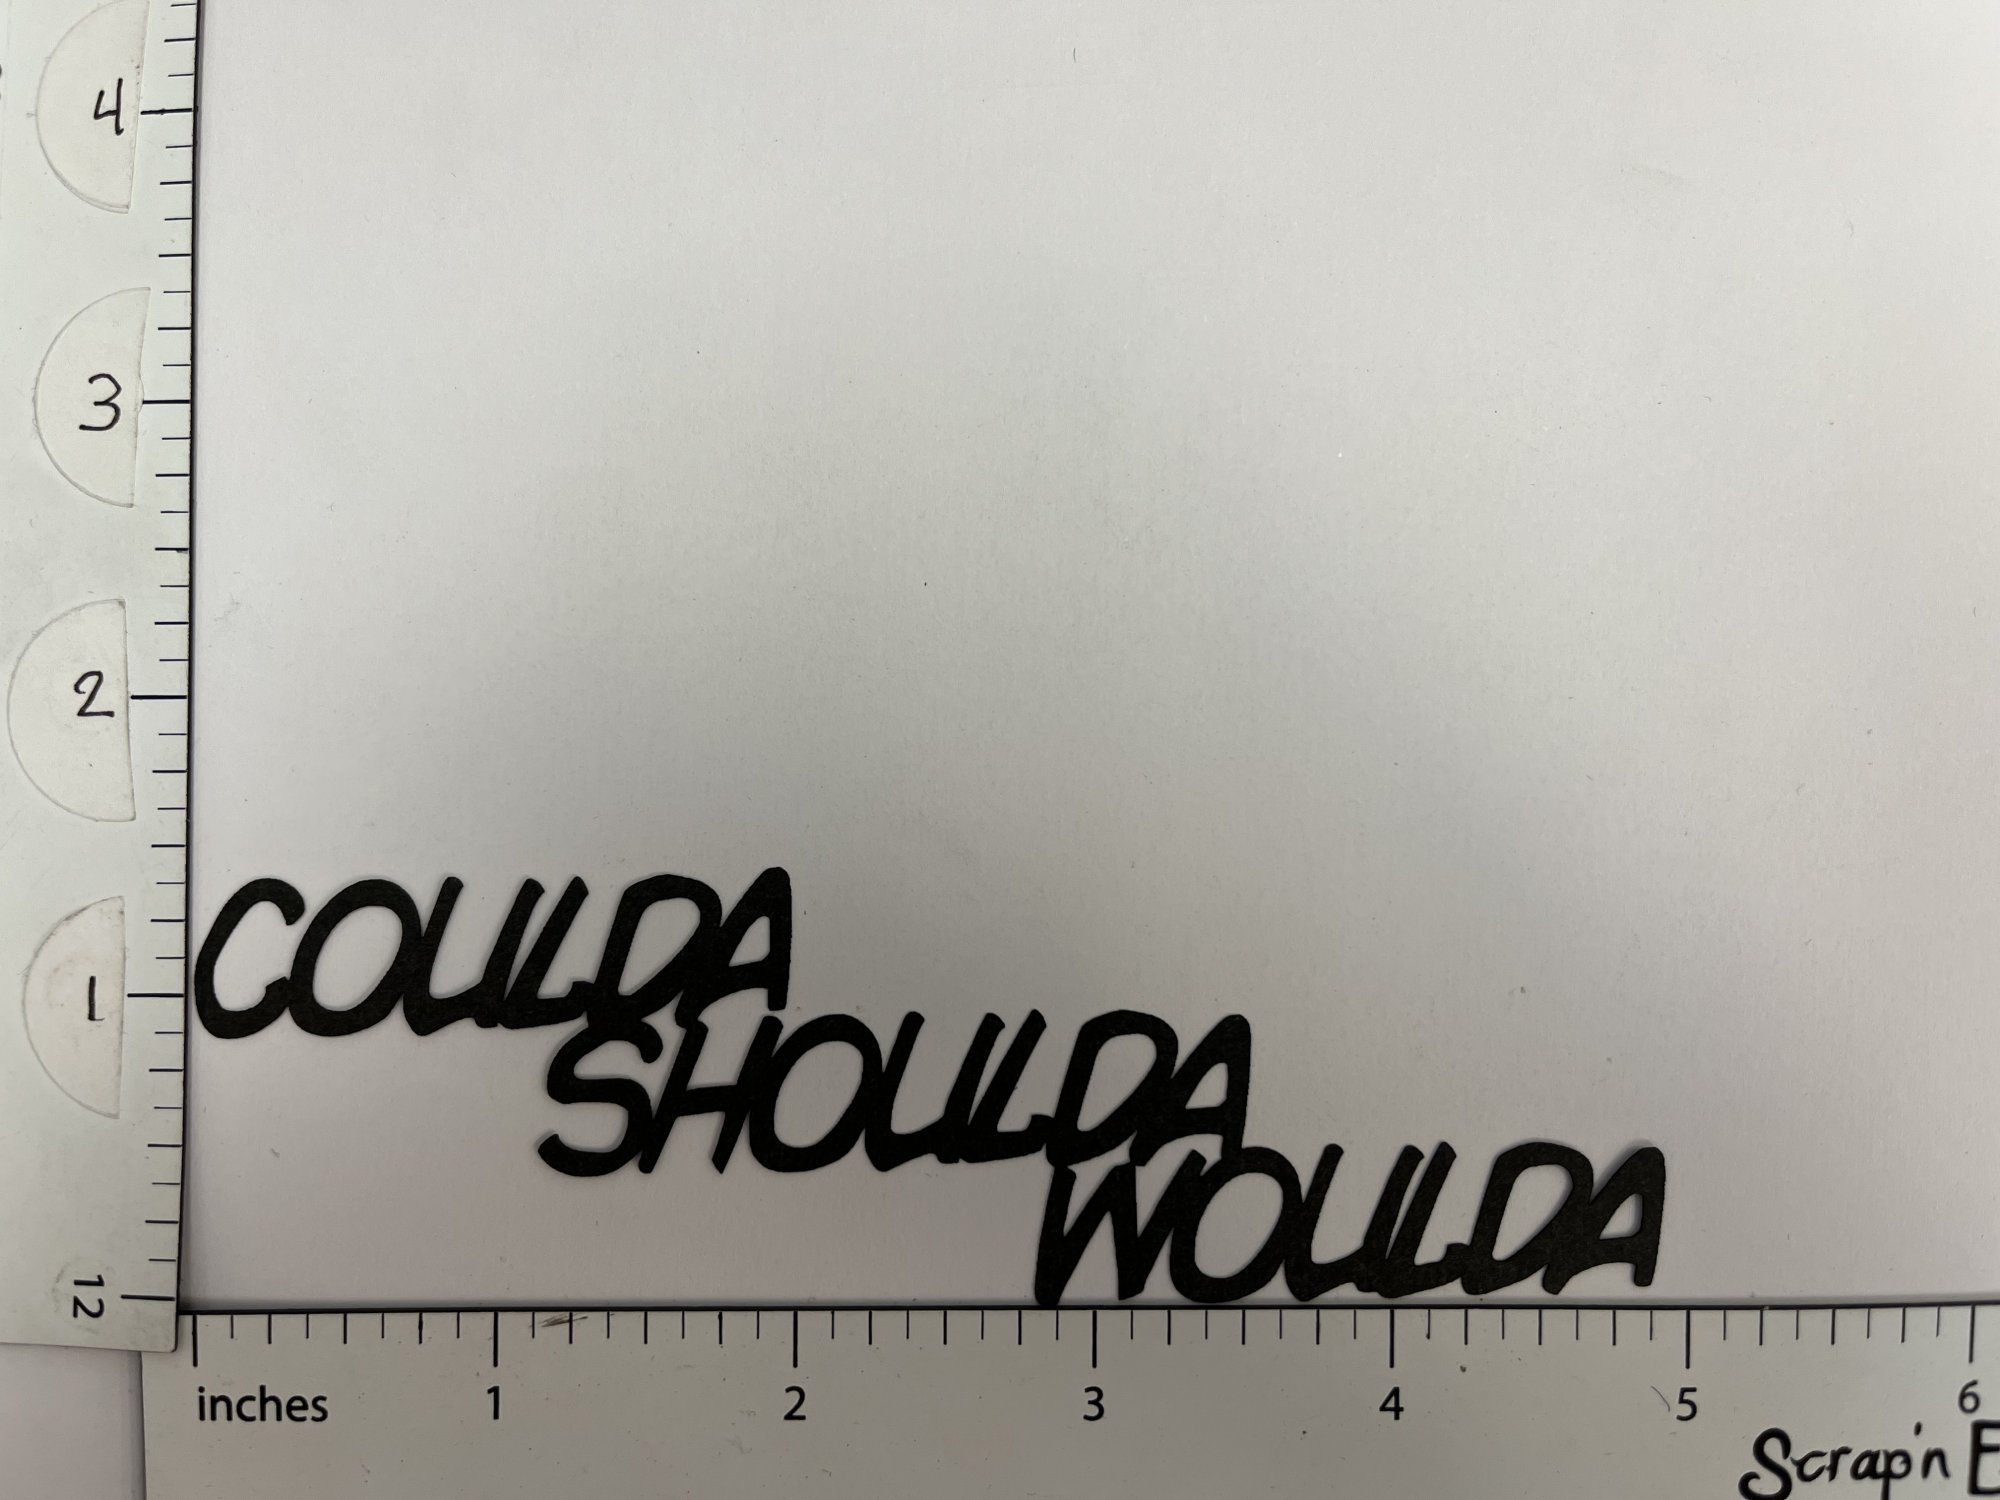 4
3
2
1
12
COULDA
SHOULDA
WOULDA
inches 1 2 3 4 5 6
Scrap'n